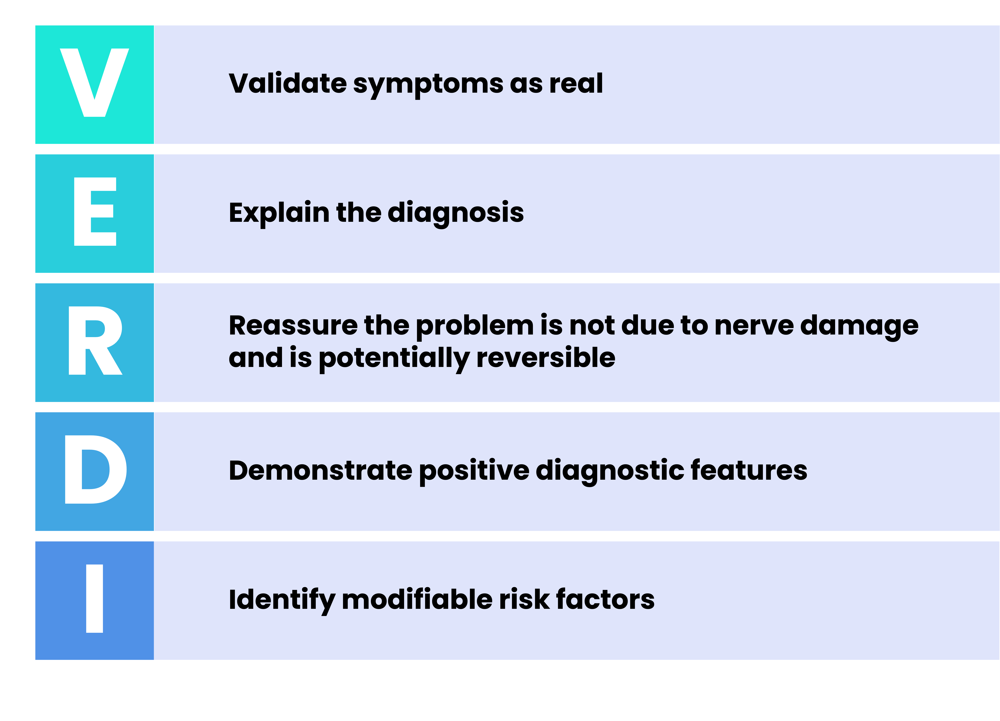 V
Validate symptoms as real
E
Explain the diagnosis
R
Reassure the problem is not due to nerve damage
and is potentially reversible
D
Demonstrate positive diagnostic features
I
Identify modifiable risk factors